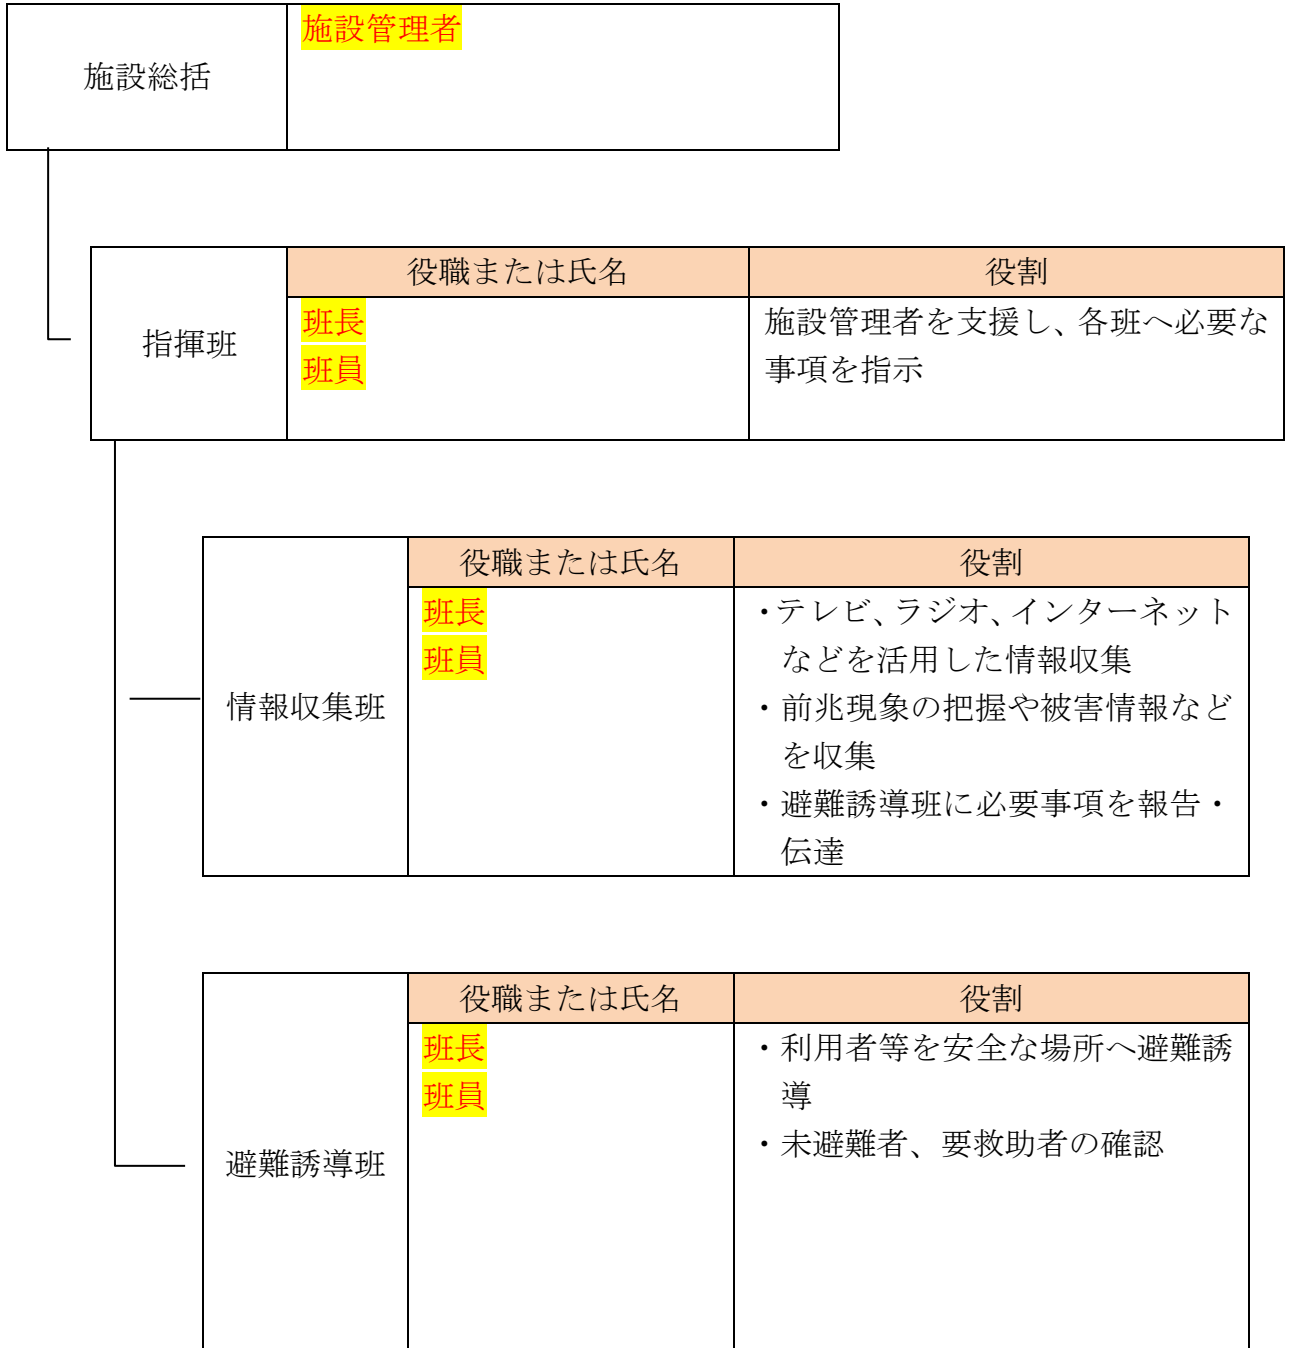 施設総括
施設管理者
指揮班
役職または氏名
役割
班長
班員
施設管理者を支援し、各班へ必要な
事項を指示
情報収集班
役職または氏名
役割
班長
班員
・テレビ、ラジオ、インターネット
などを活用した情報収集
・前兆現象の把握や被害情報など
を収集
・避難誘導班に必要事項を報告・
伝達
避難誘導班
役職または氏名
役割
班長
班員
・利用者等を安全な場所へ避難誘
導
・未避難者、要救助者の確認